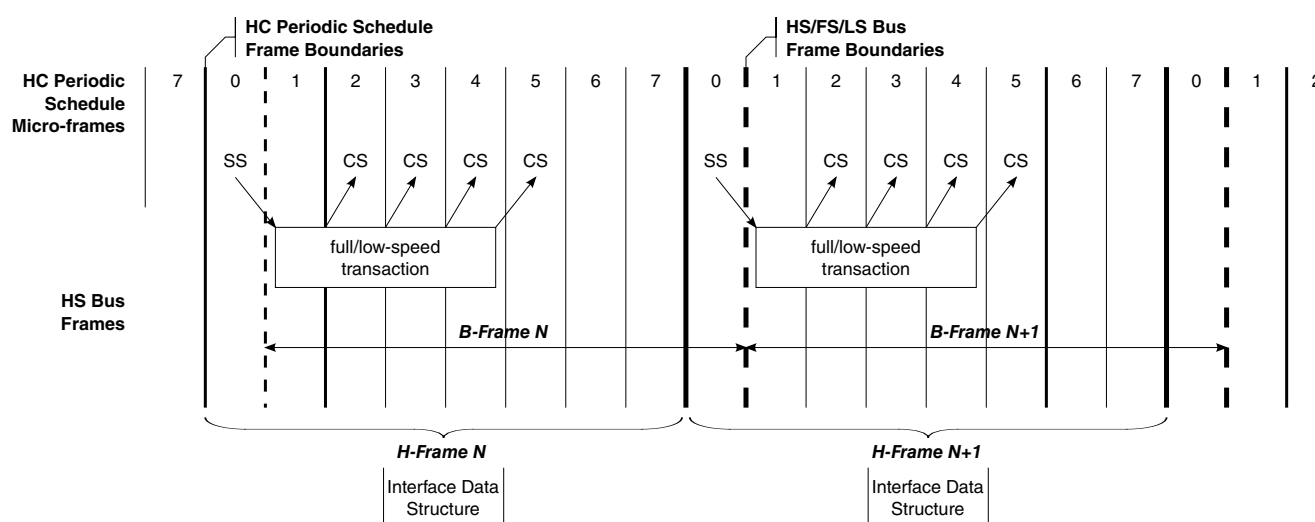 HC Periodic Schedule
Frame Boundaries
HS/FS/LS Bus
Frame Boundaries
HC Periodic
Schedule
Micro-frames
7 0 1 2 3 4 5 6 7 0 1 2 3 4 5 6 7 0 1 2
SS CS CS CS CS SS CS CS CS CS
full/low-speed
transaction
full/low-speed
transaction
HS Bus
Frames
B-Frame N
B-Frame N+1
H-Frame N
H-Frame N+1
Interface Data
Structure
Interface Data
Structure